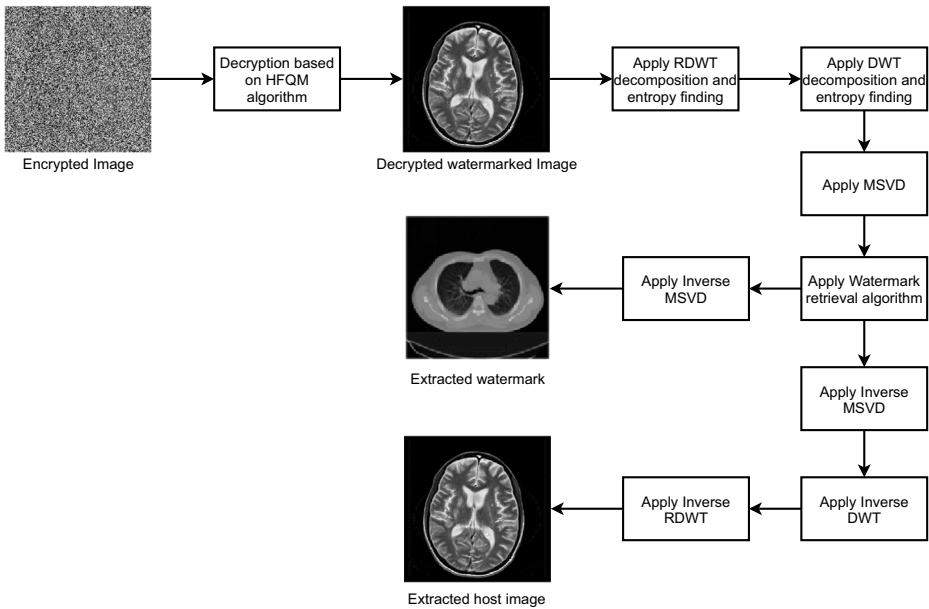 Decryption based
on HFQM
algorithm
Apply RDWT
decomposition and
entropy finding
Apply DWT
decomposition and
entropy finding
Encrypted Image
Decrypted watermarked Image
Apply MSVD
Apply Inverse
MSVD
Apply Watermark
retrieval algorithm
Extracted watermark
Apply Inverse
MSVD
Apply Inverse
RDWT
Apply Inverse
DWT
Extracted host image